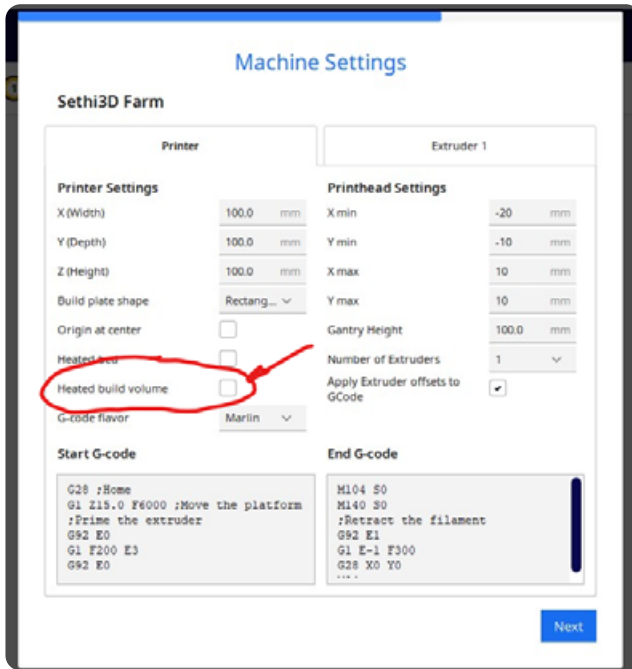 Machine Settings
Sethi3D Farm
Printer
Extruder 1
Printer Settings
X (Width) 100.0 mm
Y (Depth) 100.0 mm
Z (Height) 100.0 mm
Build plate shape Rectang...
Origin at center
Heated bed
Heated build volume
G-code flavor Marlin
Printhead Settings
X min -20 mm
Y min -10 mm
X max 10 mm
Y max 10 mm
Gantry Height 100.0 mm
Number of Extruders 1
Apply Extruder offsets to
GCode
Start G-code
G28 ;Home
G1 Z15.0 F6000 ;Move the platform
;Prime the extruder
G92 E0
G1 F200 E3
G92 E0
End G-code
M104 S0
M140 S0
;Retract the filament
G92 E1
G1 E-1 F300
G28 X0 Y0
Next